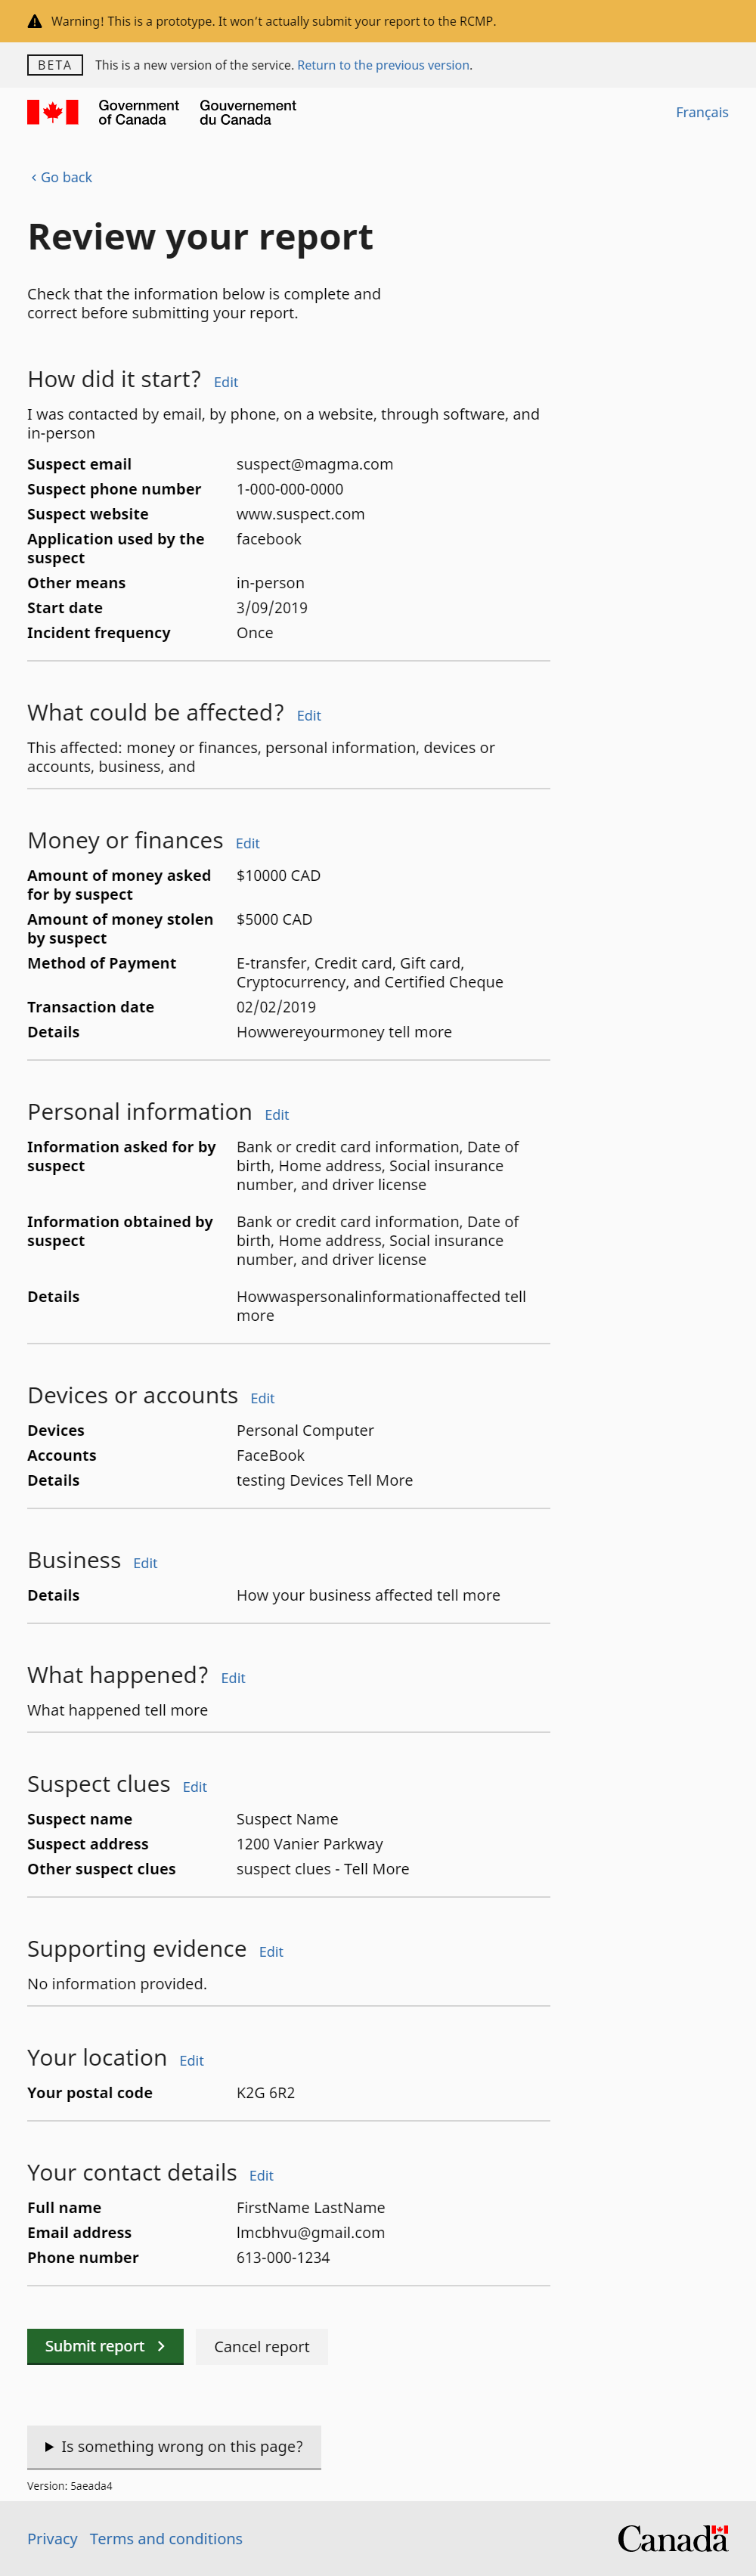 Warning! This is a prototype. It won't actually submit your report to the RCMP.
BETA This is a new version of the service. Return to the previous version.
Government of Canada
Gouvernement du Canada
Français
Go back
Review your report
Check that the information below is complete and
correct before submitting your report.
How did it start? Edit
I was contacted by email, by phone, on a website, through software, and
in-person
Suspect email suspect@magma.com
Suspect phone number 1-000-000-0000
Suspect website www.suspect.com
Application used by the facebook
suspect
Other means in-person
Start date 3/09/2019
Incident frequency Once
What could be affected? Edit
This affected: money or finances, personal information, devices or
accounts, business, and
Money or finances Edit
Amount of money asked $10000 CAD
for by suspect
Amount of money stolen $5000 CAD
by suspect
Method of Payment E-transfer, Credit card, Gift card,
Cryptocurrency, and Certified Cheque
Transaction date 02/02/2019
Details Howwereyourmoney tell more
Personal information Edit
Information asked for by Bank or credit card information, Date of
suspect birth, Home address, Social insurance
number, and driver license
Information obtained by Bank or credit card information, Date of
suspect birth, Home address, Social insurance
number, and driver license
Details Howwaspersonalinformationaffected tell
more
Devices or accounts Edit
Devices Personal Computer
Accounts FaceBook
Details testing Devices Tell More
Business Edit
Details How your business affected tell more
What happened? Edit
What happened tell more
Suspect clues Edit
Suspect name Suspect Name
Suspect address 1200 Vanier Parkway
Other suspect clues suspect clues - Tell More
Supporting evidence Edit
No information provided.
Your location Edit
Your postal code K2G 6R2
Your contact details Edit
Full name FirstName LastName
Email address lmcbhvu@gmail.com
Phone number 613-000-1234
Submit report Cancel report
Is something wrong on this page?
Version: 5aeada4
Privacy Terms and conditions
Canada